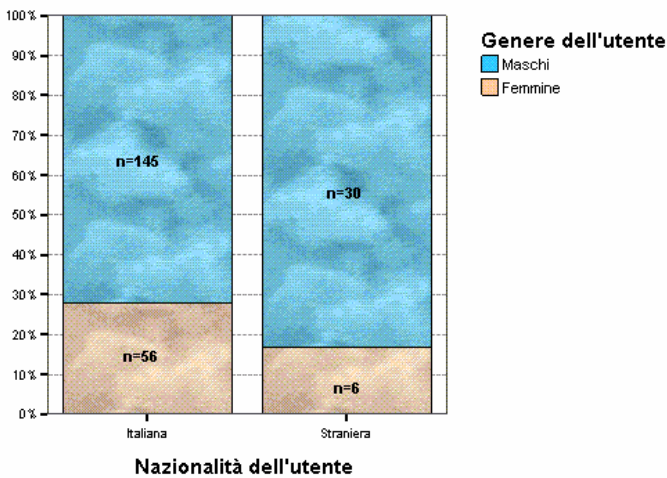 100%
90%
80%
70%
60%
50%
40%
30%
20%
10%
0%
n=145
n=30
n=56
n=6
Italiana
Straniera
Nazionalità dell'utente
Genere dell'utente
Maschi
Femmine